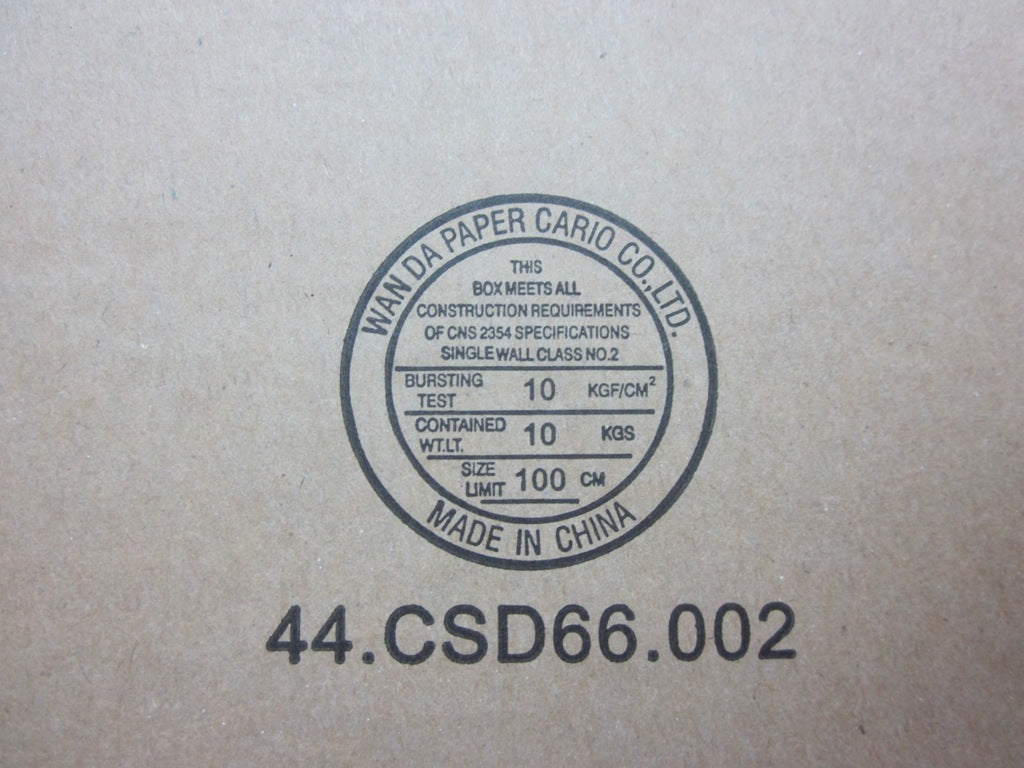 WAN DA PAPER CARIO CO.,LTD.
THIS
BOX MEETS ALL
CONSTRUCTION REQUIREMENTS
OF CNS 2354 SPECIFICATIONS
SINGLE WALL CLASS NO.2
BURSTING TEST 10 KGF/CM²
CONTAINED WT.LT. 10 KGS
SIZE LIMIT 100 CM
MADE IN CHINA
44.CSD66.002